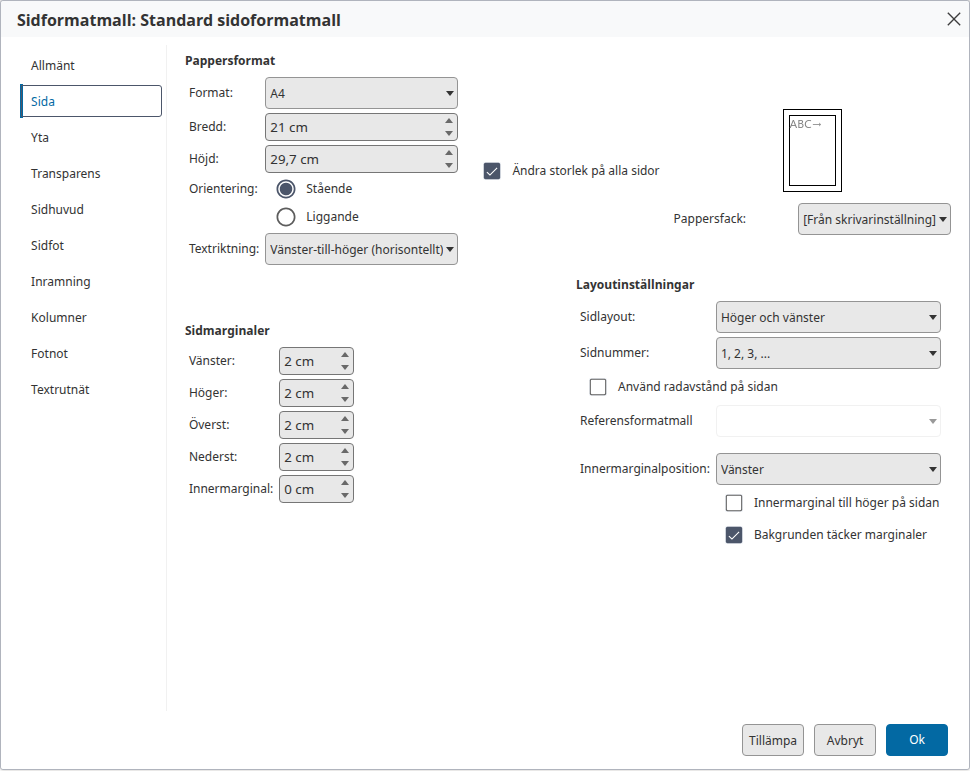 Sidformatmall: Standard sidoformatmall
Allmänt
Sida
Yta
Transparens
Sidhuvud
Sidfot
Inramning
Kolumner
Fotnot
Textrutnät
Pappersformat
Format: A4
Bredd: 21 cm
Höjd: 29,7 cm
Orientering: Stående
Liggande
Textriktning: Vänster-till-höger (horisontellt)
Ändra storlek på alla sidor
ABC→
Pappersfack: [Från skrivarinställning]
Sidmarginaler
Vänster: 2 cm
Höger: 2 cm
Överst: 2 cm
Nederst: 2 cm
Innermarginal: 0 cm
Layoutinställningar
Sidlayout: Höger och vänster
Sidnummer: 1, 2, 3, ...
Använd radavstånd på sidan
Referensformatmall
Innermarginalposition: Vänster
Innermarginal till höger på sidan
Bakgrunden täcker marginaler
Tillämpa Avbryt Ok